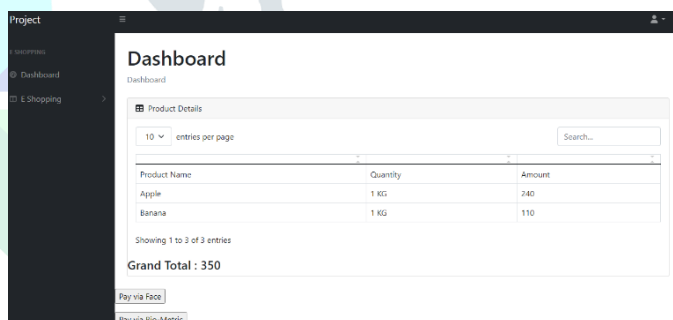 Project
E SHOPPING
Dashboard
E Shopping
Dashboard
Dashboard
Product Details
10 entries per page
Search...
Product Name Quantity Amount
Apple 1 KG 240
Banana 1 KG 110
Showing 1 to 3 of 3 entries
Grand Total : 350
Pay via Face
Pay via Bio-Metric